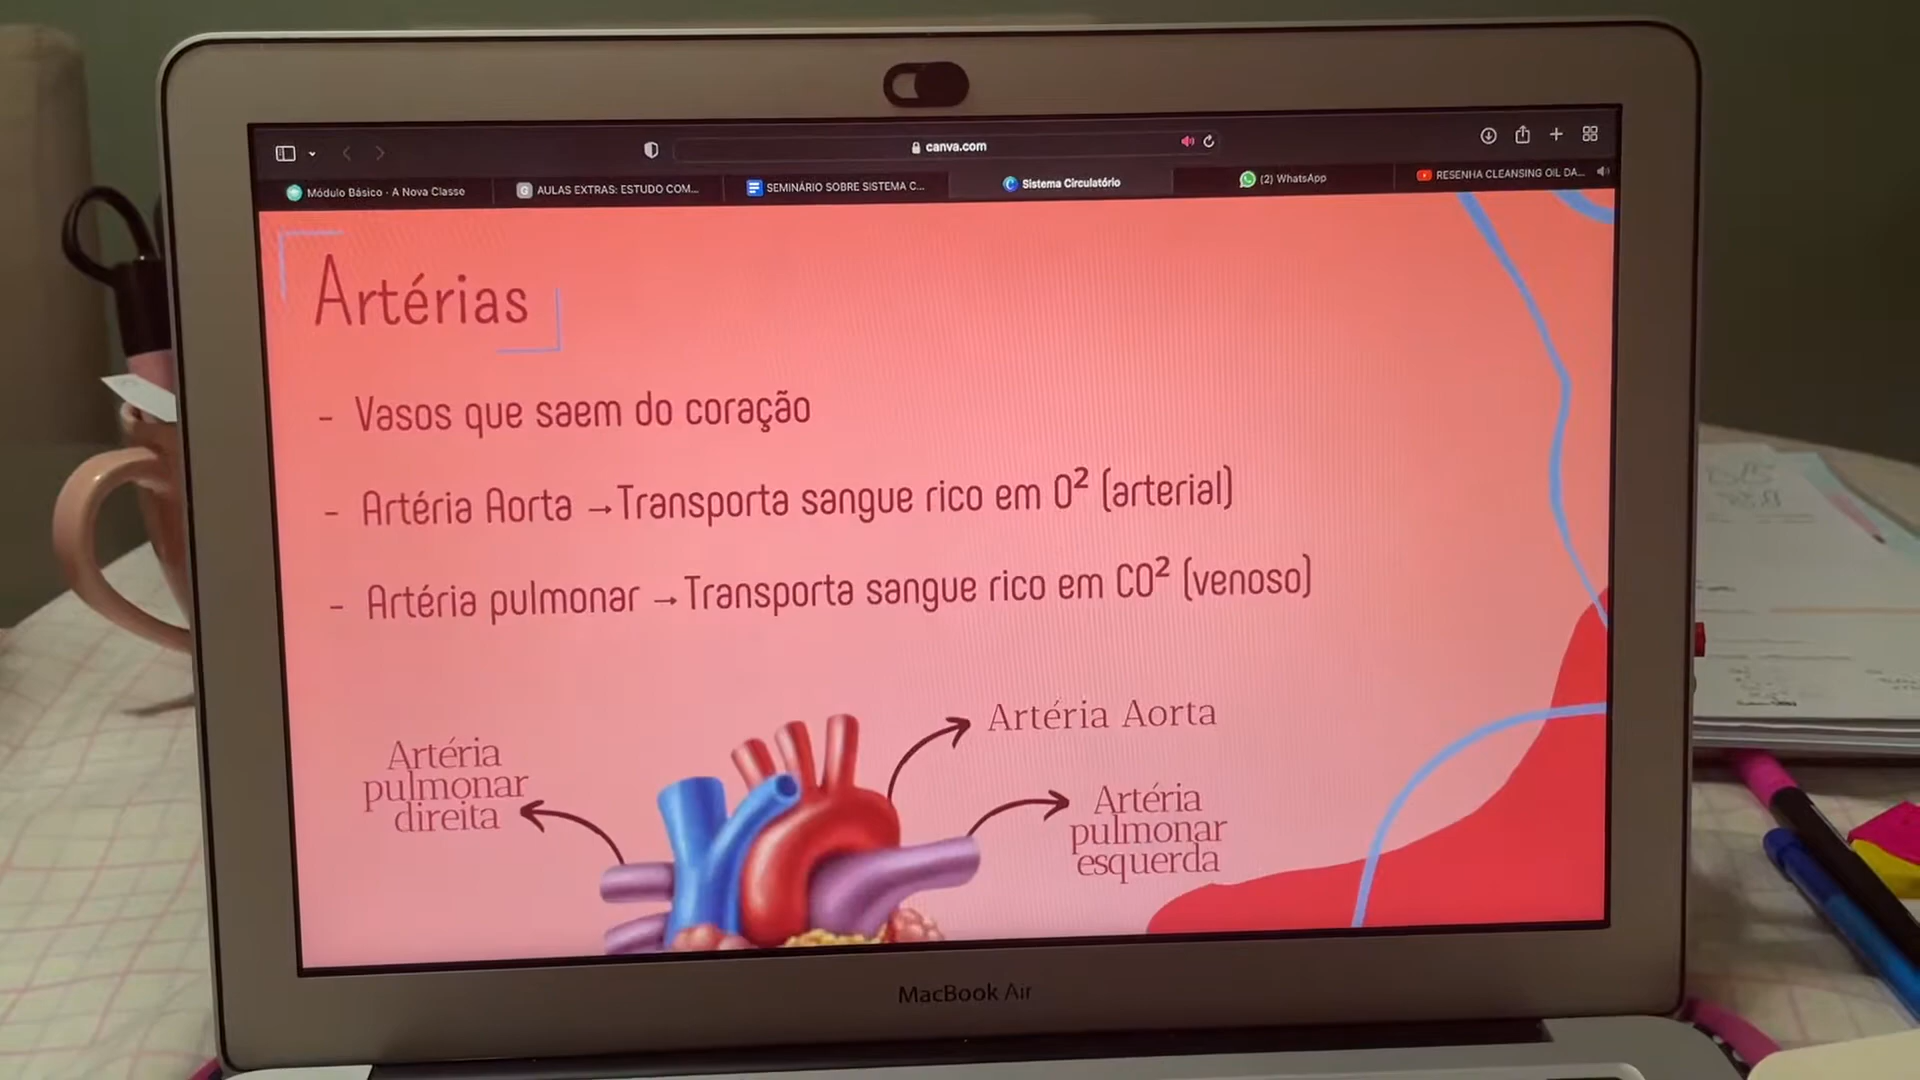 canva.com
Módulo Básico · A Nova Classe
AULAS EXTRAS: ESTUDO COM...
SEMINÁRIO SOBRE SISTEMA C...
Sistema Circulatório
(2) WhatsApp
RESENHA CLEANSING OIL DA...
Artérias
- Vasos que saem do coração
- Artéria Aorta →Transporta sangue rico em O² (arterial)
- Artéria pulmonar →Transporta sangue rico em CO² (venoso)
Artéria Aorta
Artéria
pulmonar
direita
Artéria
pulmonar
esquerda
MacBook Air